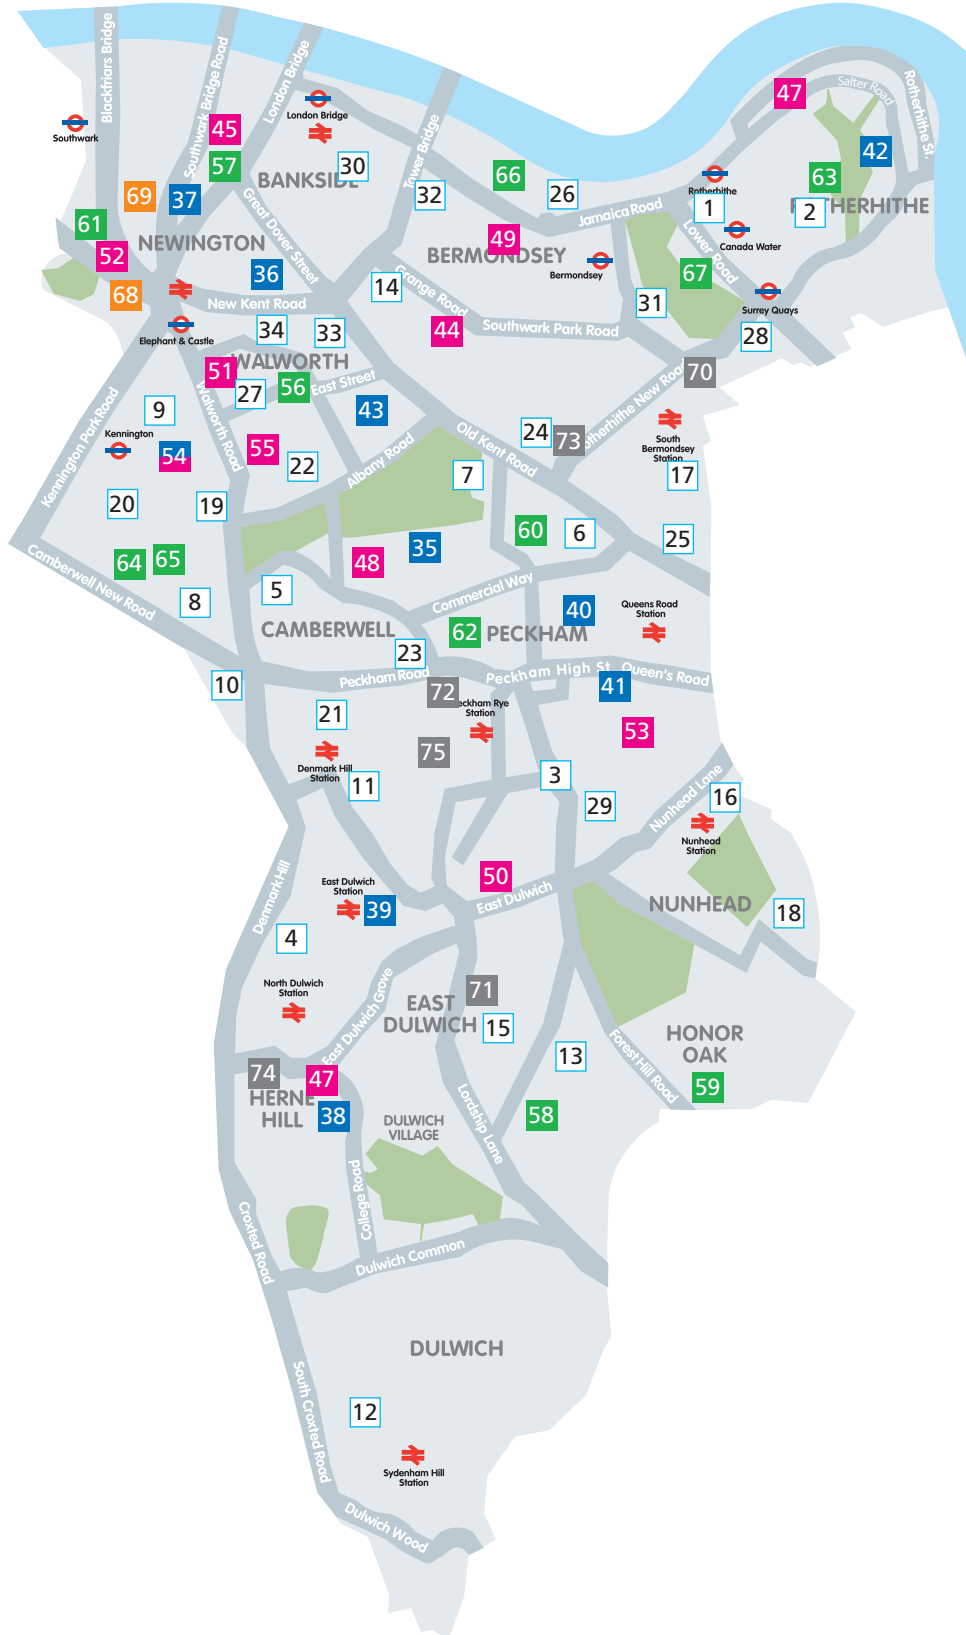 Blackfriars Bridge
Southwark Bridge Road
London Bridge
London Bridge
Tower Bridge
Southwark
47
Salter Road
Rotherhithe St.
45
57
30
BANKSIDE
32
66
26
42
63
Rotherhithe
1
2
ROTHERHITHE
69
37
61
52
NEWINGTON
Great Dover Street
Jamaica Road
49
BERMONDSEY
Bermondsey
Lower Road
Canada Water
67
68
36
New Kent Road
14
Grange Road
31
Surrey Quays
28
Elephant & Castle
34
33
44
Southwark Park Road
WALWORTH
51
27
56
East Street
70
Rotherhithe New Road
Kennington Park Road
9
Walworth Road
43
Kennington
54
55
22
Albany Road
Old Kent Road
24
73
South
Bermondsey
Station
17
7
20
19
60
6
25
64
65
48
35
Camberwell New Road
8
5
Commercial Way
40
Queens Road
Station
CAMBERWELL
62
PECKHAM
23
10
Peckham Road
Peckham High St.
Queen's Road
41
72
Peckham Rye
Station
21
53
75
Denmark Hill
Station
11
3
29
Nunhead Lane
16
Nunhead
Station
Denmark Hill
East Dulwich
Station
39
50
East Dulwich
NUNHEAD
18
4
North Dulwich
Station
East Dulwich Grove
EAST
DULWICH
71
15
13
HONOR
OAK
Forest Hill Road
59
74
47
HERNE
HILL
38
DULWICH
VILLAGE
Lordship Lane
58
College Road
Croxted Road
Dulwich Common
DULWICH
South Croxted Road
12
Sydenham Hill
Station
Dulwich Wood